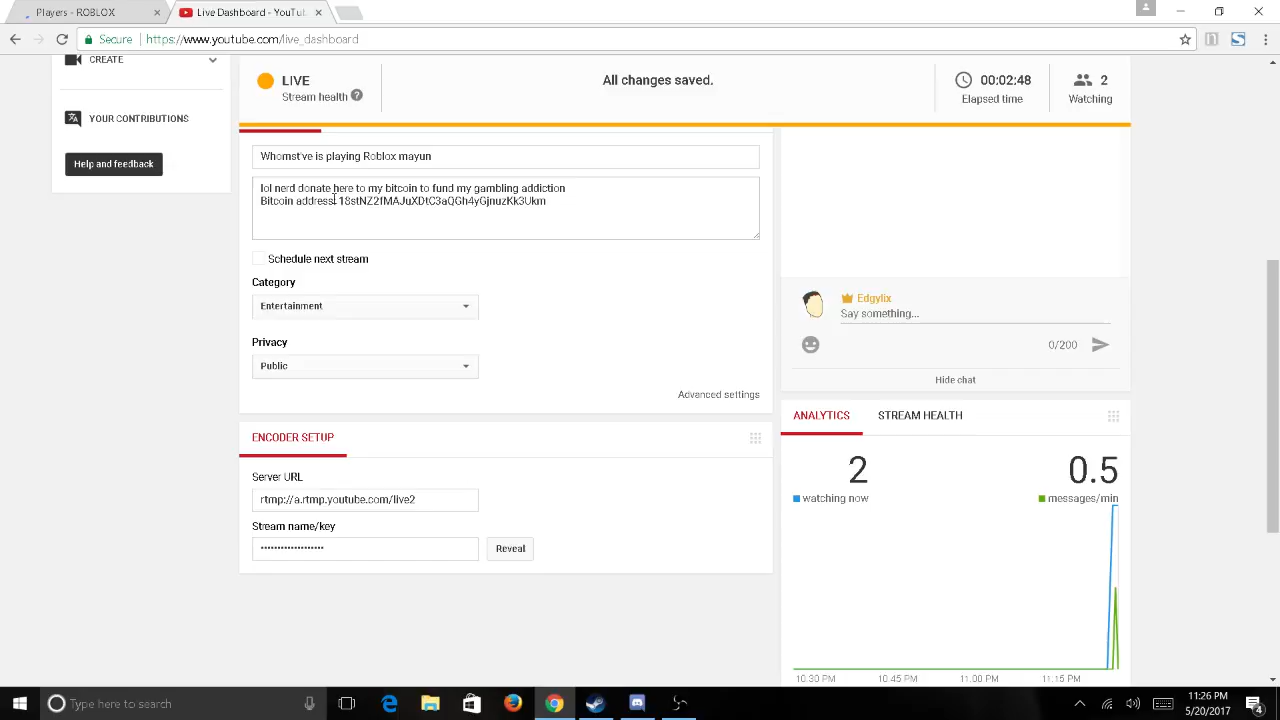 Players - ROBLOX
Live Dashboard - YouTub
Secure
https://www.youtube.com/live_dashboard
CREATE
YOUR CONTRIBUTIONS
Help and feedback
LIVE
Stream health ?
All changes saved.
00:02:48
Elapsed time
2
Watching
Whomst've is playing Roblox mayun
lol nerd donate here to my bitcoin to fund my gambling addiction
Bitcoin address: 18stNZ2fMAJuXDtC3aQGh4yGjnuzKk3Ukm
Schedule next stream
Category
Entertainment
Privacy
Public
Advanced settings
ENCODER SETUP
Server URL
rtmp://a.rtmp.youtube.com/live2
Stream name/key
••••••••••••••••••• Reveal
Edgylix
Say something...
0/200
Hide chat
ANALYTICS STREAM HEALTH
2 0.5
watching now messages/min
10:30 PM 10:45 PM 11:00 PM 11:15 PM
Type here to search
11:26 PM
5/20/2017
4